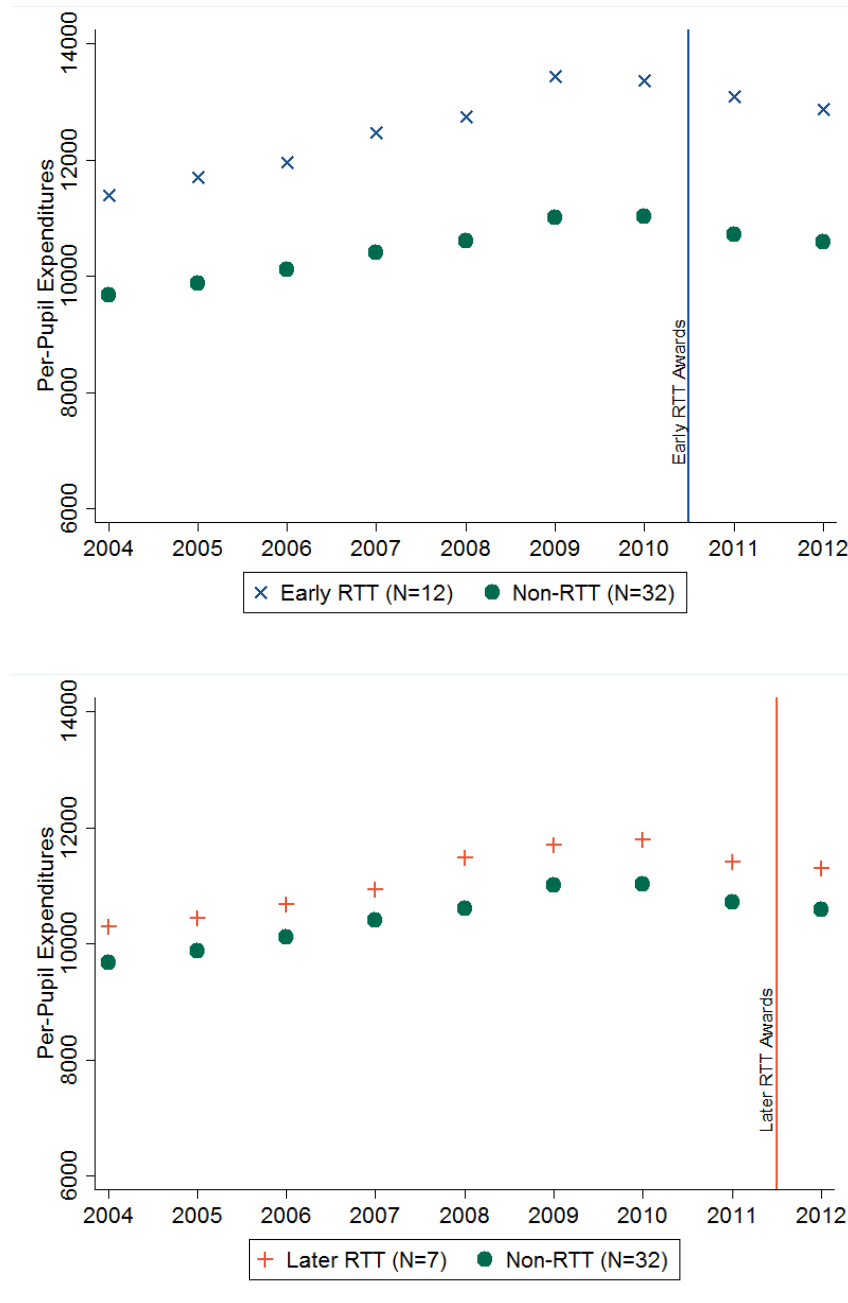 14000
12000
10000
8000
6000
Per-Pupil Expenditures
Early RTT Awards
2004 2005 2006 2007 2008 2009 2010 2011 2012
Early RTT (N=12) Non-RTT (N=32)
14000
12000
10000
8000
6000
Per-Pupil Expenditures
Later RTT Awards
2004 2005 2006 2007 2008 2009 2010 2011 2012
Later RTT (N=7) Non-RTT (N=32)